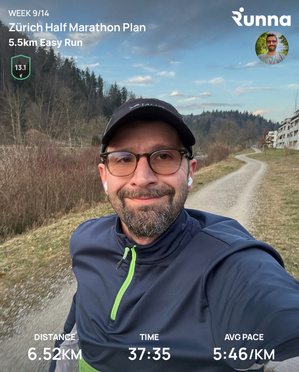 WEEK 9/14
Zürich Half Marathon Plan
5.5km Easy Run
Runna
13.1
DISTANCE
6.52KM
TIME
37:35
AVG PACE
5:46/KM